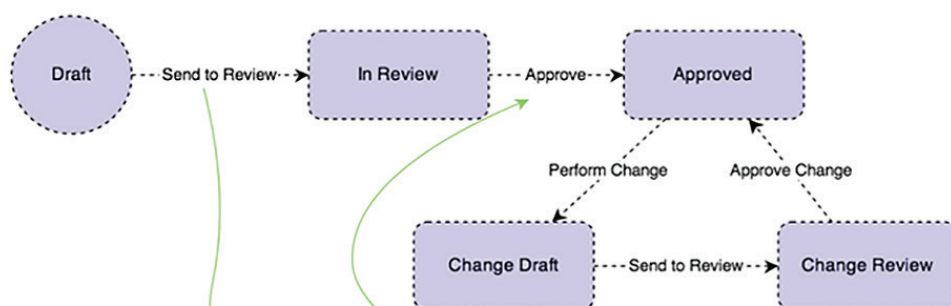 Draft
Send to Review
In Review
Approve
Approved
Perform Change
Approve Change
Change Draft
Send to Review
Change Review